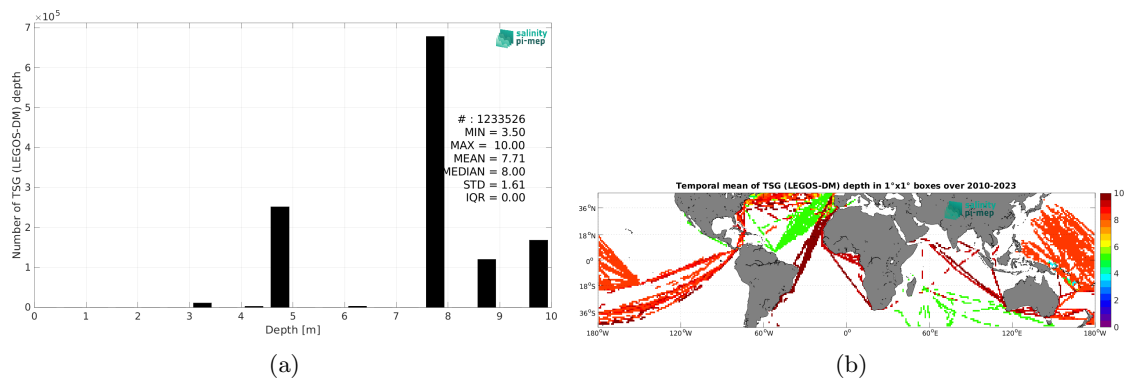 ×10⁵
7
6
5
4
3
2
1
0
Number of TSG (LEGOS-DM) depth
salinity
pi-mep
# : 1233526
MIN = 3.50
MAX = 10.00
MEAN = 7.71
MEDIAN = 8.00
STD = 1.61
IQR = 0.00
0 1 2 3 4 5 6 7 8 9 10
Depth [m]
(a)
Temporal mean of TSG (LEGOS-DM) depth in 1°x1° boxes over 2010-2023
salinity
pi-mep
36°N
18°N
0°
18°S
36°S
180°W 120°W 60°W 0° 60°E 120°E 180°W
10
8
6
4
2
0
(b)